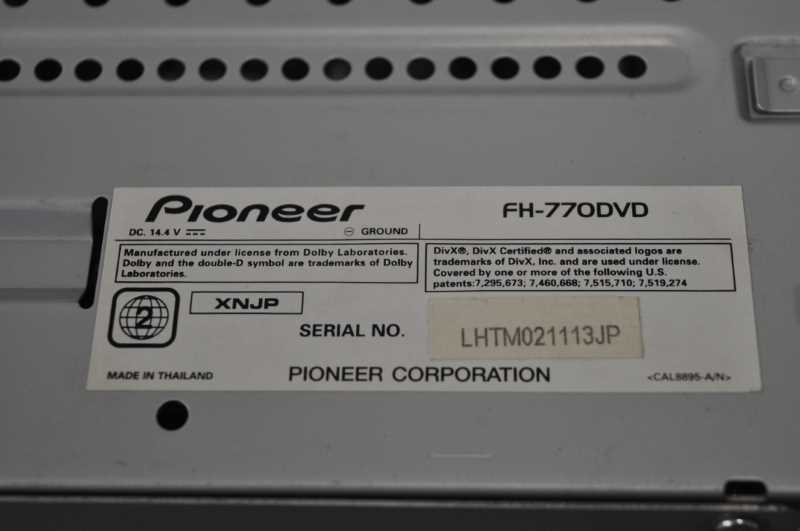 Pioneer
FH-770DVD
DC. 14.4 V ⎓ ⊖ GROUND
Manufactured under license from Dolby Laboratories.
Dolby and the double-D symbol are trademarks of Dolby
Laboratories.
DivX®, DivX Certified® and associated logos are
trademarks of DivX, Inc. and are used under license.
Covered by one or more of the following U.S.
patents:7,295,673; 7,460,668; 7,515,710; 7,519,274
2
XNJP
SERIAL NO.
LHTM021113JP
MADE IN THAILAND
PIONEER CORPORATION
<CAL8895-A/N>